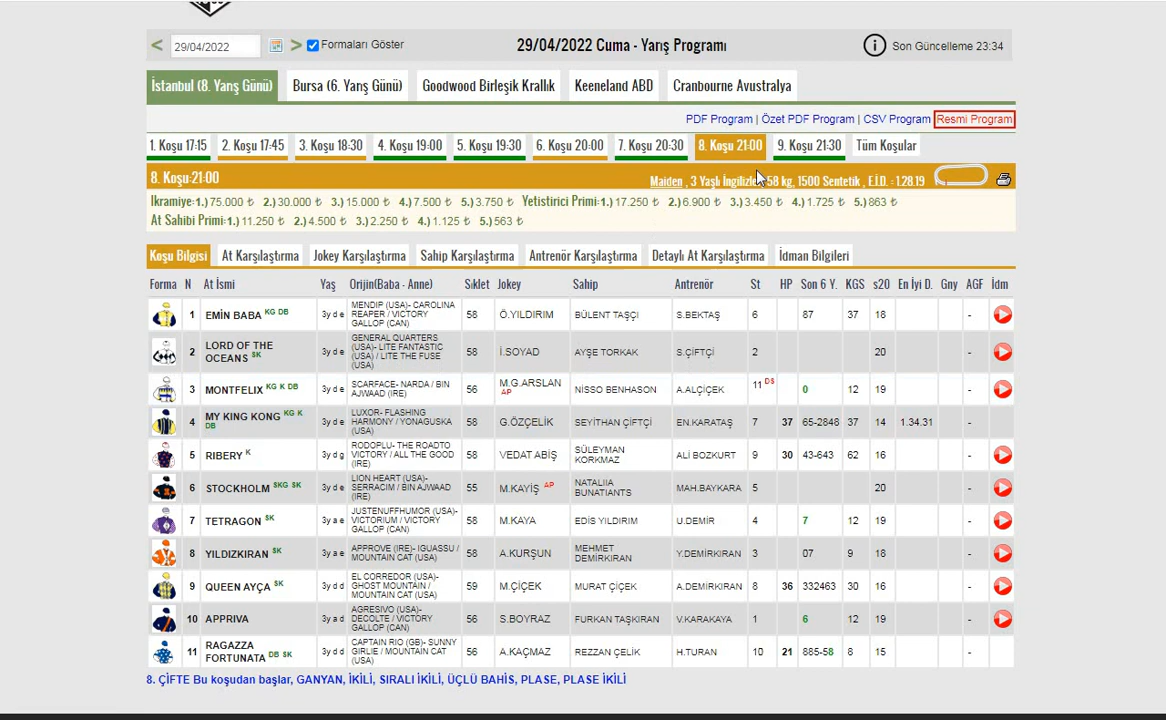 29/04/2022 Formaları Göster 29/04/2022 Cuma - Yarış Programı Son Güncelleme 23:34
İstanbul (8. Yarış Günü) Bursa (6. Yarış Günü) Goodwood Birleşik Krallık Keeneland ABD Cranbourne Avustralya
PDF Program | Özet PDF Program | CSV Program Resmi Program
1. Koşu 17:15 2. Koşu 17:45 3. Koşu 18:30 4. Koşu 19:00 5. Koşu 19:30 6. Koşu 20:00 7. Koşu 20:30 8. Koşu 21:00 9. Koşu 21:30 Tüm Koşular
8. Koşu:21:00 Maiden , 3 Yaşlı İngilizler 58 kg, 1500 Sentetik , E.İ.D. : 1.28.19
Ikramiye:1.) 75.000 ₺ 2.) 30.000 ₺ 3.) 15.000 ₺ 4.) 7.500 ₺ 5.) 3.750 ₺ Yetistirici Primi:1.) 17.250 ₺ 2.) 6.900 ₺ 3.) 3.450 ₺ 4.) 1.725 ₺ 5.) 863 ₺
At Sahibi Primi:1.) 11.250 ₺ 2.) 4.500 ₺ 3.) 2.250 ₺ 4.) 1.125 ₺ 5.) 563 ₺
Koşu Bilgisi At Karşılaştırma Jokey Karşılaştırma Sahip Karşılaştırma Antrenör Karşılaştırma Detaylı At Karşılaştırma İdman Bilgileri
Forma N At İsmi Yaş Orijin(Baba - Anne) Sıklet Jokey Sahip Antrenör St HP Son 6 Y. KGS s20 En İyi D. Gny AGF İdm
1 EMİN BABA KG DB 3y d e MENDIP (USA)- CAROLINA REAPER / VICTORY GALLOP (CAN) 58 Ö.YILDIRIM BÜLENT TAŞÇI S.BEKTAŞ 6 87 37 18 -
2 LORD OF THE OCEANS SK 3y d e GENERAL QUARTERS (USA)- LITE FANTASTIC (USA) / LITE THE FUSE (USA) 58 İ.SOYAD AYŞE TORKAK S.ÇİFTÇİ 2 20 -
3 MONTFELIX KG K DB 3y d e SCARFACE- NARDA / BIN AJWAAD (IRE) 56 M.G.ARSLAN AP NİSSO BENHASON A.ALÇİÇEK 11 DS 0 12 19 -
4 MY KING KONG KG K DB 3y d e LUXOR- FLASHING HARMONY / YONAGUSKA (USA) 58 G.ÖZÇELİK SEYİTHAN ÇİFTÇİ EN.KARATAŞ 7 37 65-2848 37 14 1.34.31 -
5 RIBERY K 3y d g RODOPLU- THE ROADTO VICTORY / ALL THE GOOD (IRE) 58 VEDAT ABİŞ SÜLEYMAN KORKMAZ ALİ BOZKURT 9 30 43-643 62 16 -
6 STOCKHOLM SKG SK 3y d e LION HEART (USA)- SERRACIM / BIN AJWAAD (IRE) 55 M.KAYİŞ AP NATALIIA BUNATIANTS MAH.BAYKARA 5 20 -
7 TETRAGON SK 3y a e JUSTENUFFHUMOR (USA)- VICTORIUM / VICTORY GALLOP (CAN) 58 M.KAYA EDİS YILDIRIM U.DEMİR 4 7 12 19 -
8 YILDIZKIRAN SK 3y a e APPROVE (IRE)- IGUASSU / MOUNTAIN CAT (USA) 58 A.KURŞUN MEHMET DEMİRKIRAN Y.DEMİRKIRAN 3 07 9 18 -
9 QUEEN AYÇA SK 3y d d EL CORREDOR (USA)- GHOST MOUNTAIN / MOUNTAIN CAT (USA) 59 M.ÇİÇEK MURAT ÇİÇEK A.DEMİRKIRAN 8 36 332463 30 16 -
10 APPRIVA 3y a d AGRESIVO (USA)- DECOLTE / VICTORY GALLOP (CAN) 56 S.BOYRAZ FURKAN TAŞKIRAN V.KARAKAYA 1 6 12 19 -
11 RAGAZZA FORTUNATA DB SK 3y d d CAPTAIN RIO (GB)- SUNNY GIRLIE / MOUNTAIN CAT (USA) 56 A.KAÇMAZ REZZAN ÇELİK H.TURAN 10 21 885-58 8 15 -
8. ÇİFTE Bu koşudan başlar, GANYAN, İKİLİ, SIRALI İKİLİ, ÜÇLÜ BAHİS, PLASE, PLASE İKİLİ